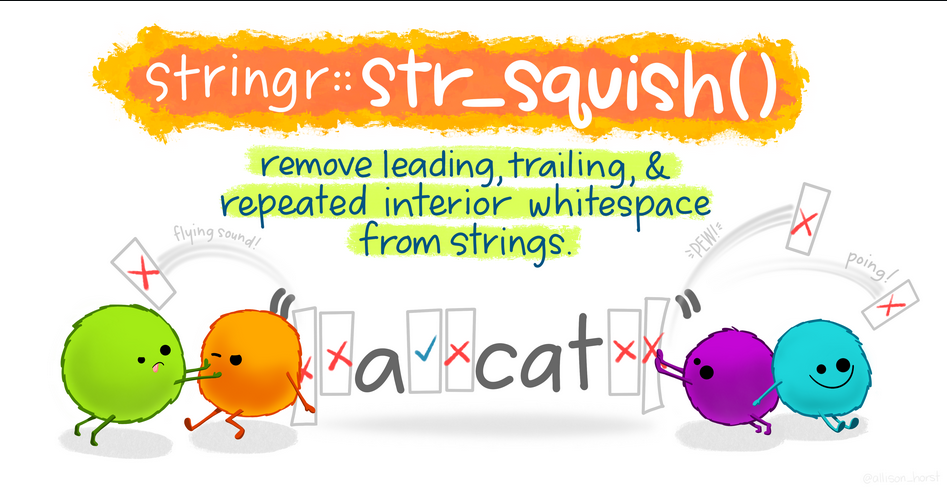 stringr::str_squish()
remove leading, trailing, &
repeated interior whitespace
from strings.
flying sound!
PEW!
poing!
a cat
@allison_horst